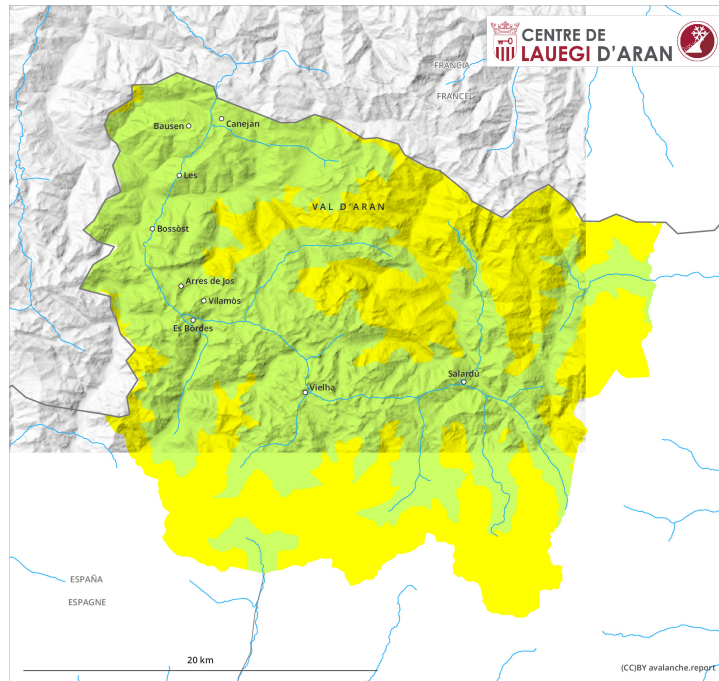 CENTRE DE
LAUEGI D'ARAN
FRANCIA
FRANCE
Canejan
Bausen
Les
VAL D'ARAN
Bossòst
Arres de Jos
Vilamòs
Es Bòrdes
Salardú
Vielha
ESPAÑA
ESPAGNE
20 km
(CC)BY avalanche.report